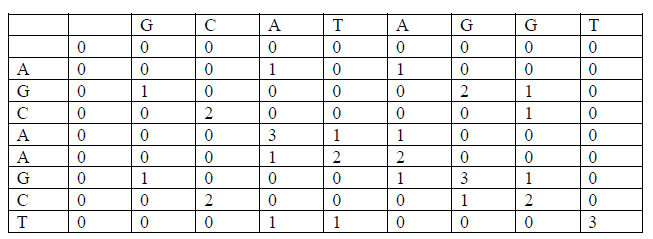 G C A T A G G T
0 0 0 0 0 0 0 0 0
A 0 0 0 1 0 1 0 0 0
G 0 1 0 0 0 0 2 1 0
C 0 0 2 0 0 0 0 1 0
A 0 0 0 3 1 1 0 0 0
A 0 0 0 1 2 2 0 0 0
G 0 1 0 0 0 1 3 1 0
C 0 0 2 0 0 0 1 2 0
T 0 0 0 1 1 0 0 0 3